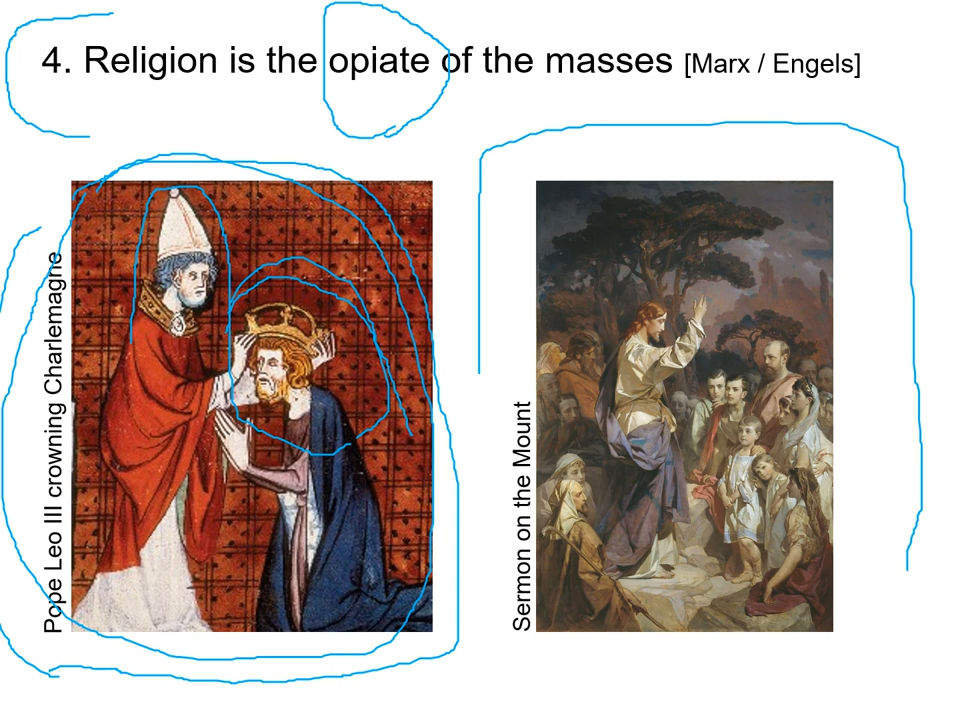 4. Religion is the opiate of the masses [Marx / Engels]
Pope Leo III crowning Charlemagne
Sermon on the Mount